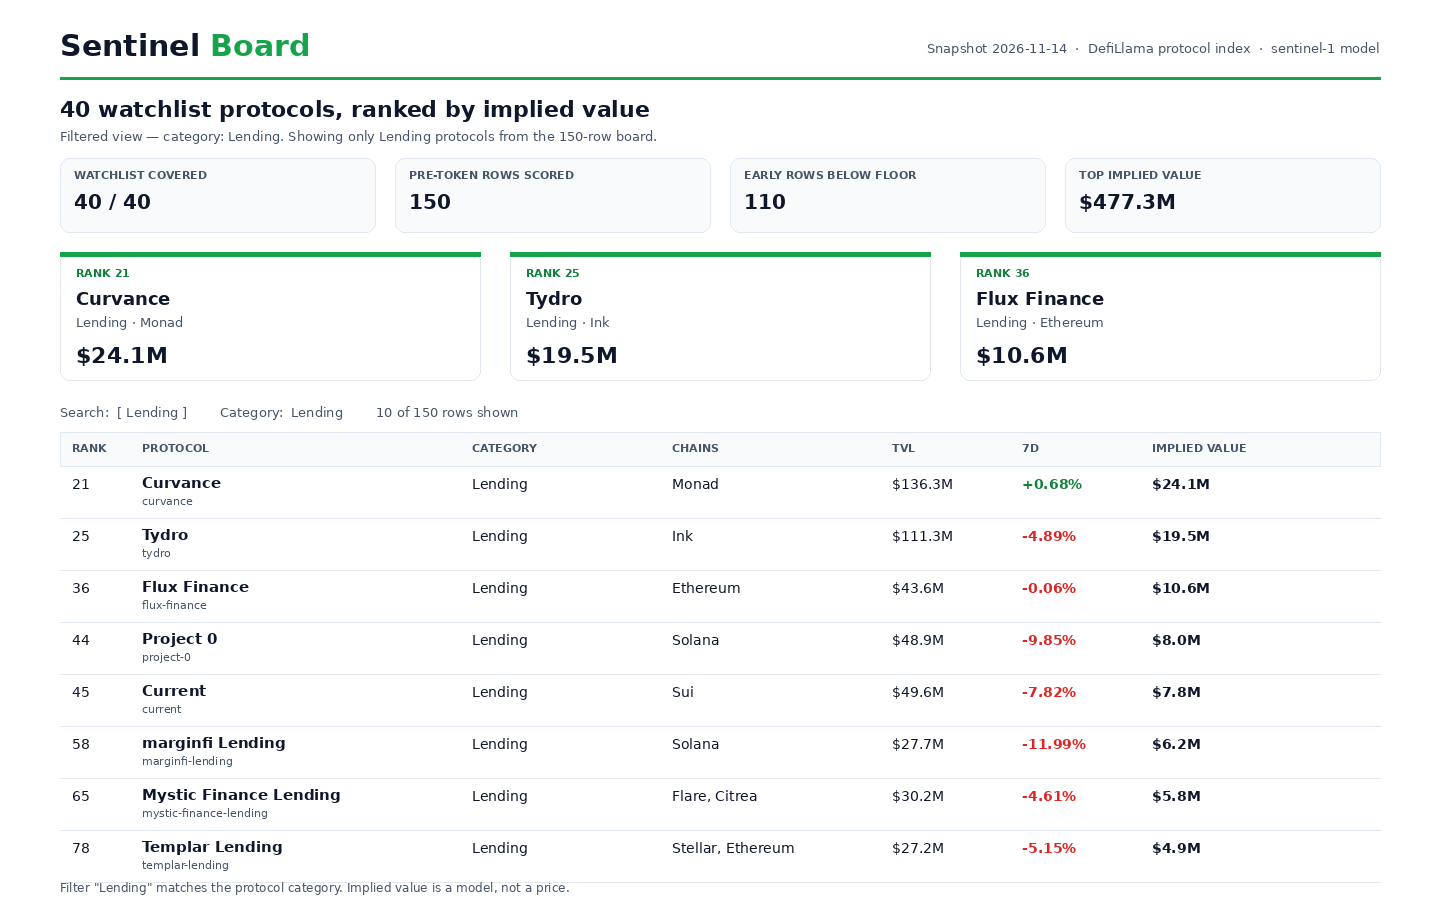 Sentinel Board
Snapshot 2026-11-14 · DefiLlama protocol index · sentinel-1 model
40 watchlist protocols, ranked by implied value
Filtered view — category: Lending. Showing only Lending protocols from the 150-row board.
WATCHLIST COVERED
40 / 40
PRE-TOKEN ROWS SCORED
150
EARLY ROWS BELOW FLOOR
110
TOP IMPLIED VALUE
$477.3M
RANK 21
Curvance
Lending · Monad
$24.1M
RANK 25
Tydro
Lending · Ink
$19.5M
RANK 36
Flux Finance
Lending · Ethereum
$10.6M
Search: [ Lending ] Category: Lending 10 of 150 rows shown
RANK PROTOCOL CATEGORY CHAINS TVL 7D IMPLIED VALUE
21 Curvance Lending Monad $136.3M +0.68% $24.1M
curvance
25 Tydro Lending Ink $111.3M -4.89% $19.5M
tydro
36 Flux Finance Lending Ethereum $43.6M -0.06% $10.6M
flux-finance
44 Project 0 Lending Solana $48.9M -9.85% $8.0M
project-0
45 Current Lending Sui $49.6M -7.82% $7.8M
current
58 marginfi Lending Lending Solana $27.7M -11.99% $6.2M
marginfi-lending
65 Mystic Finance Lending Lending Flare, Citrea $30.2M -4.61% $5.8M
mystic-finance-lending
78 Templar Lending Lending Stellar, Ethereum $27.2M -5.15% $4.9M
templar-lending
Filter "Lending" matches the protocol category. Implied value is a model, not a price.